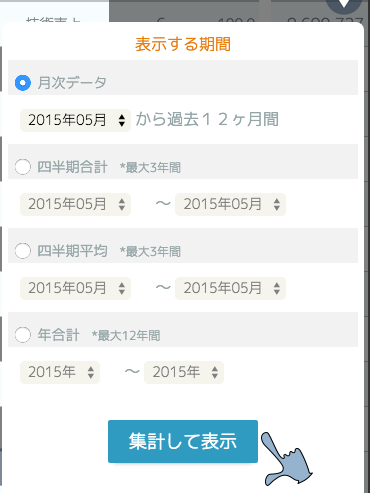 表示する期間
月次データ
2015年05月 から過去１２ヶ月間
四半期合計 *最大3年間
2015年05月 ～ 2015年05月
四半期平均 *最大3年間
2015年05月 ～ 2015年05月
年合計 *最大12年間
2015年 ～ 2015年
集計して表示